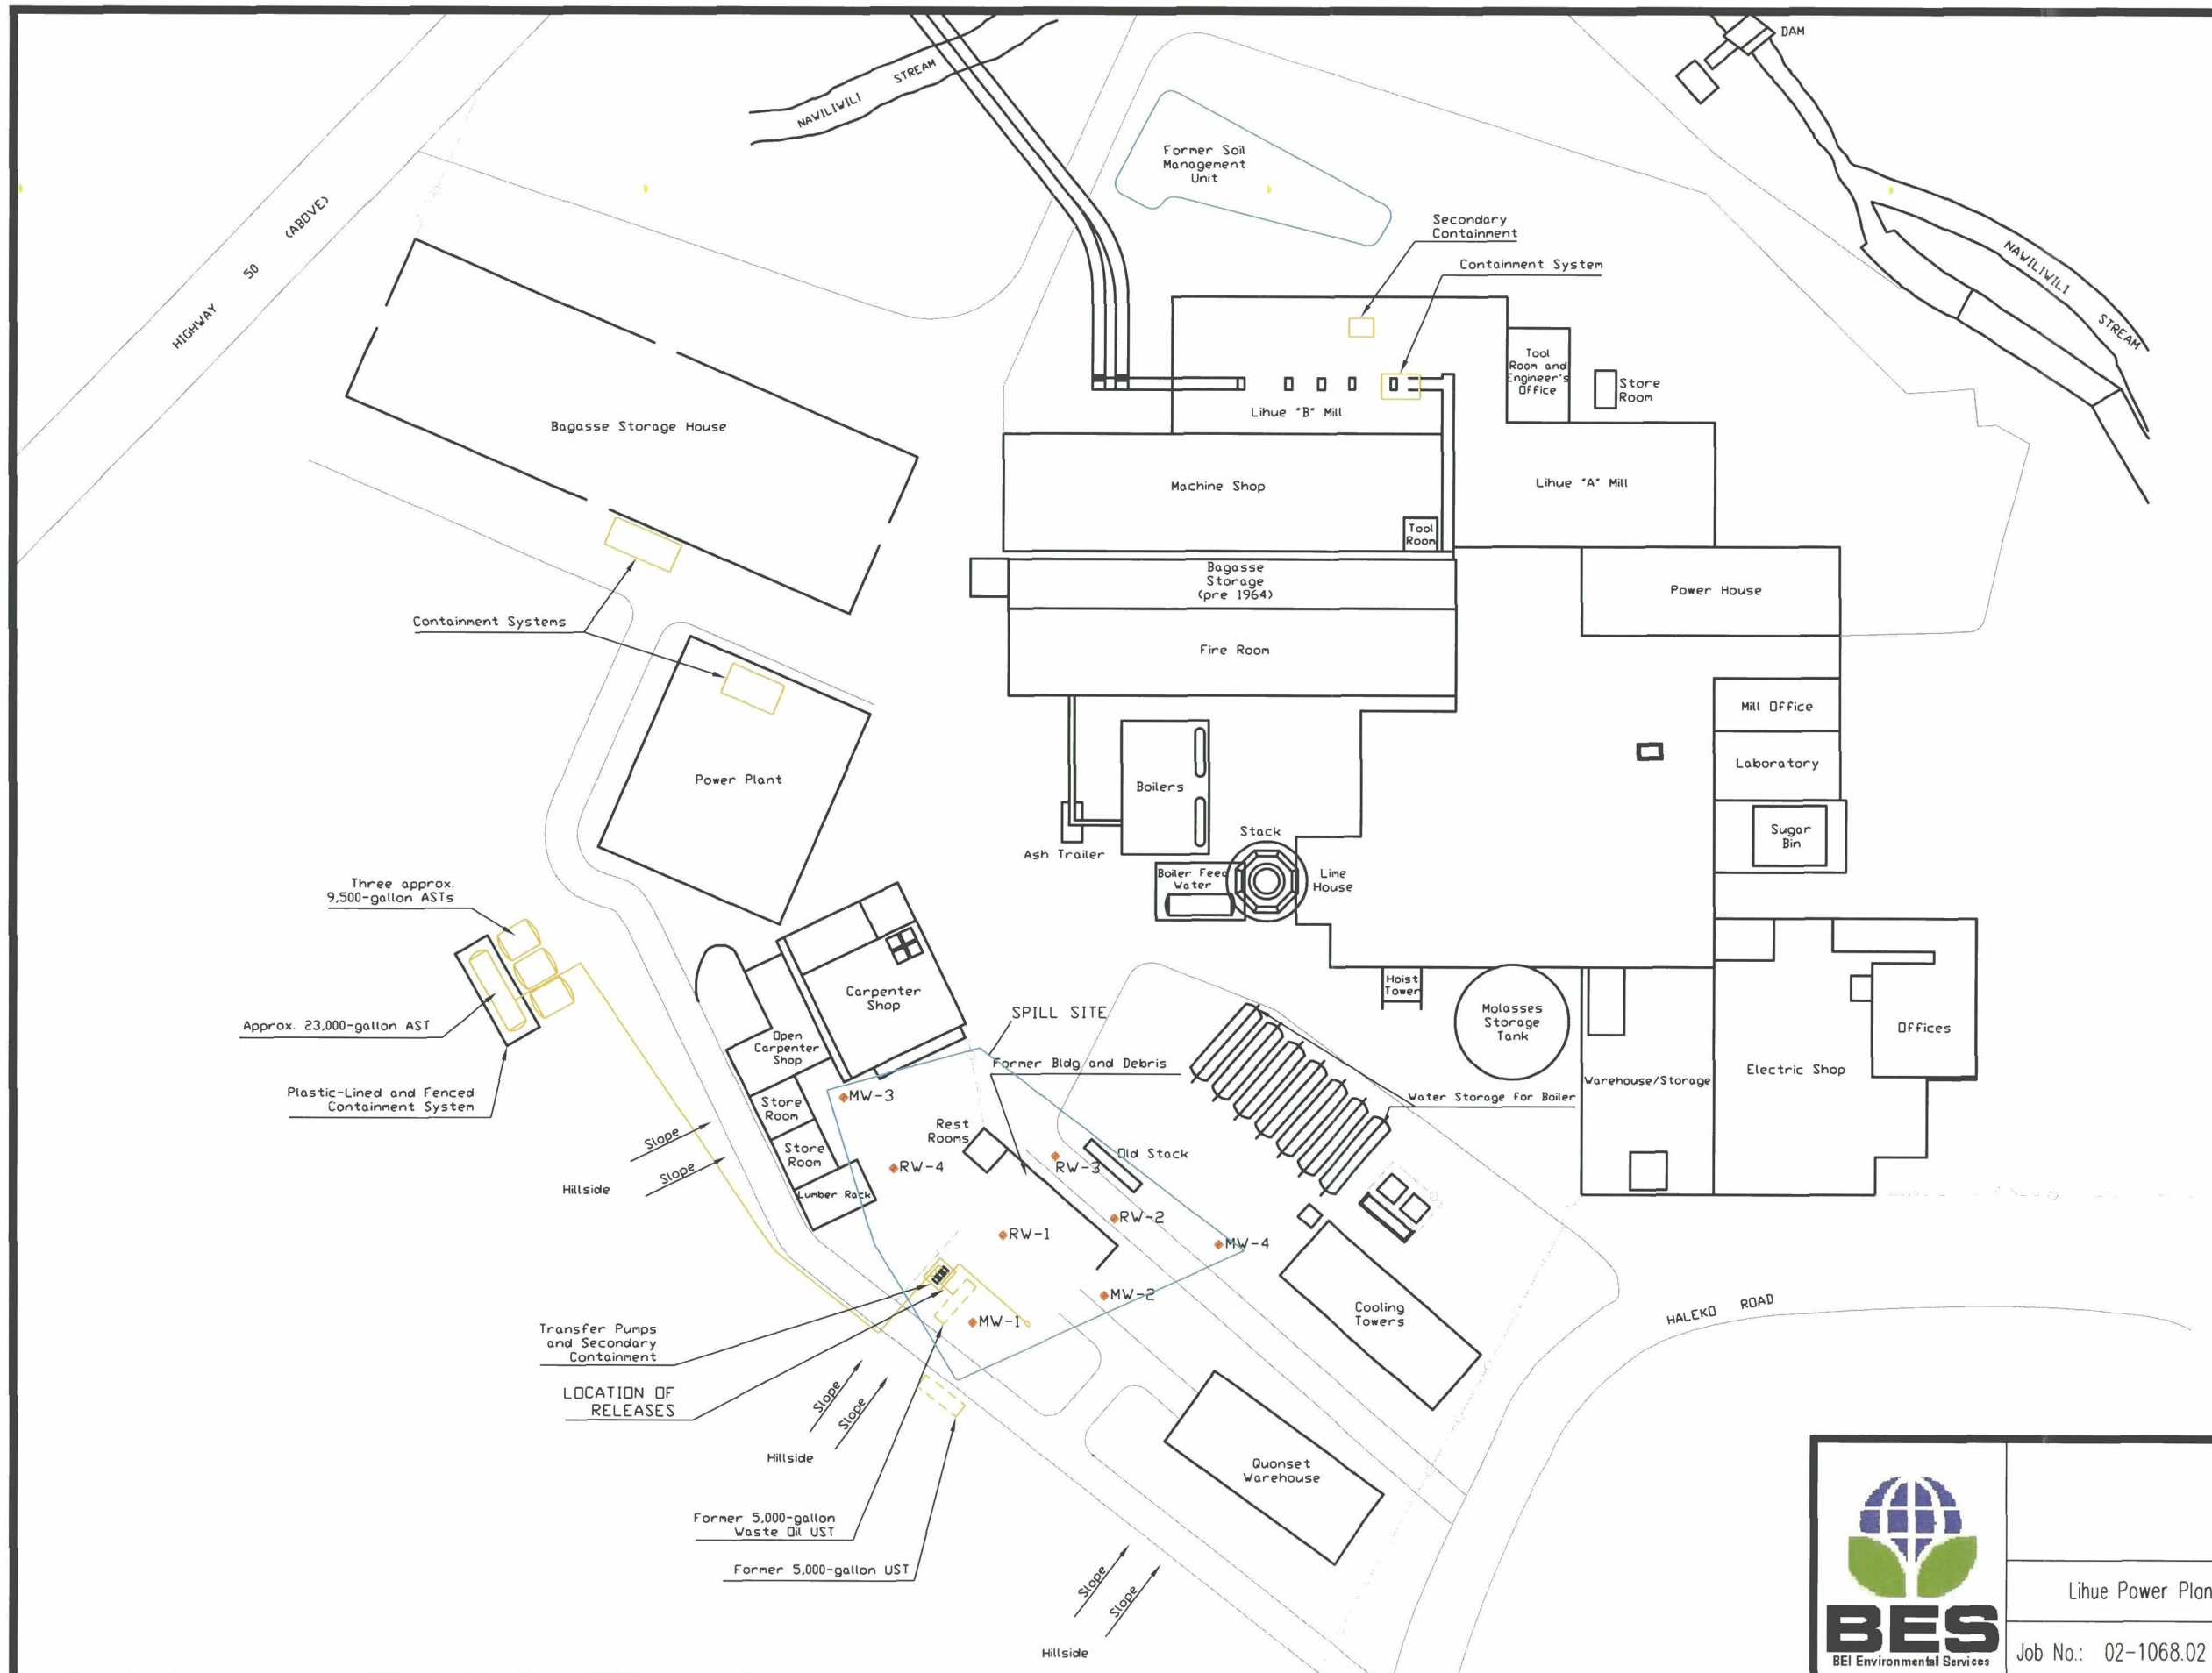 DAM
NAWILIWILI STREAM
Former Soil
Management
Unit
HIGHWAY 50 (ABOVE)
Secondary
Containment
Containment System
NAWILIWILI STREAM
Tool
Room and
Engineer's
Office
Store
Room
Lihue "B" Mill
Bagasse Storage House
Machine Shop
Lihue "A" Mill
Tool
Room
Bagasse
Storage
(pre 1964)
Power House
Containment Systems
Fire Room
Mill Office
Power Plant
Laboratory
Boilers
Sugar
Bin
Stack
Ash Trailer
Boiler Feed
Water
Lime
House
Three approx.
9,500-gallon ASTs
Carpenter
Shop
Hoist
Tower
Molasses
Storage
Tank
SPILL SITE
Approx. 23,000-gallon AST
Offices
Open
Carpenter
Shop
Former Bldg and Debris
Electric Shop
Warehouse/Storage
Plastic-Lined and Fenced
Containment System
MW-3
Store
Room
Water Storage for Boiler
Rest
Rooms
Slope
Slope
Hillside
Store
Room
Old Stack
RW-4
RW-3
Lumber Rack
RW-2
RW-1
MW-4
MW-2
MW-1
Cooling
Towers
HALEKO ROAD
Transfer Pumps
and Secondary
Containment
LOCATION OF
RELEASES
Slope
Slope
Hillside
Quonset
Warehouse
Former 5,000-gallon
Waste Oil UST
Former 5,000-gallon UST
Slope
Slope
Hillside
BES
BEI Environmental Services
Lihue Power Plan
Job No.: 02-1068.02